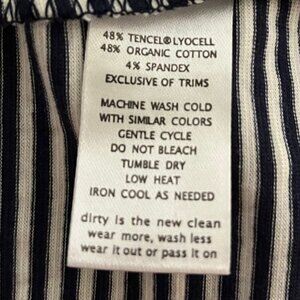 48% TENCEL®LYOCELL
48% ORGANIC COTTON
4% SPANDEX
EXCLUSIVE OF TRIMS
MACHINE WASH COLD
WITH SIMILAR COLORS
GENTLE CYCLE
DO NOT BLEACH
TUMBLE DRY
LOW HEAT
IRON COOL AS NEEDED
dirty is the new clean
wear more, wash less
wear it out or pass it on